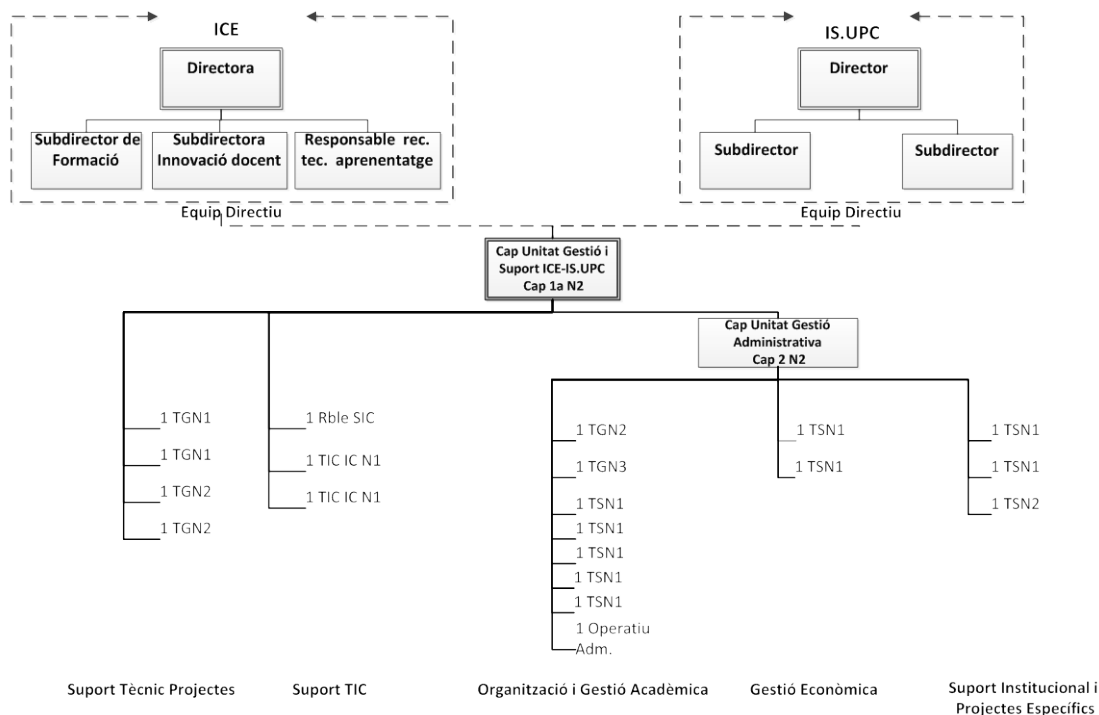 ICE
Directora
Subdirector de
Formació
Subdirectora
Innovació docent
Responsable rec.
tec. aprenentatge
Equip Directiu
IS.UPC
Director
Subdirector
Subdirector
Equip Directiu
Cap Unitat Gestió i
Suport ICE-IS.UPC
Cap 1a N2
Cap Unitat Gestió
Administrativa
Cap 2 N2
1 TGN1
1 TGN1
1 TGN2
1 TGN2
1 Rble SIC
1 TIC IC N1
1 TIC IC N1
1 TGN2
1 TGN3
1 TSN1
1 TSN1
1 TSN1
1 TSN1
1 TSN1
1 Operatiu
Adm.
1 TSN1
1 TSN1
1 TSN1
1 TSN1
1 TSN2
Suport Tècnic Projectes
Suport TIC
Organització i Gestió Acadèmica
Gestió Econòmica
Suport Institucional i
Projectes Específics